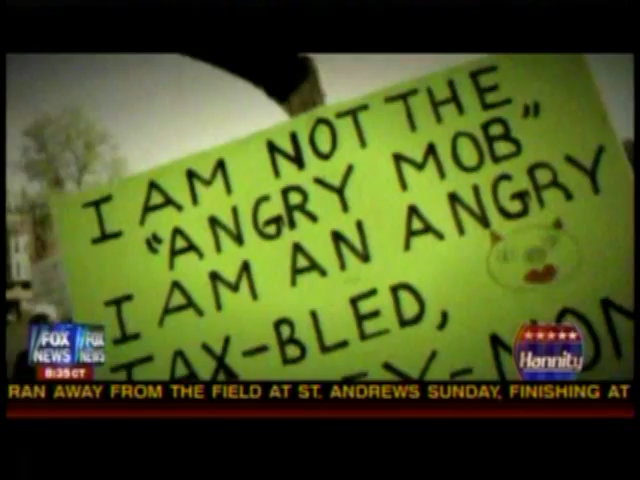 I AM NOT THE
"ANGRY MOB"
I AM AN ANGRY
TAX-BLED,
FOX
NEWS
FOX
NEWS
8:35 CT
Hannity
RAN AWAY FROM THE FIELD AT ST. ANDREWS SUNDAY, FINISHING AT